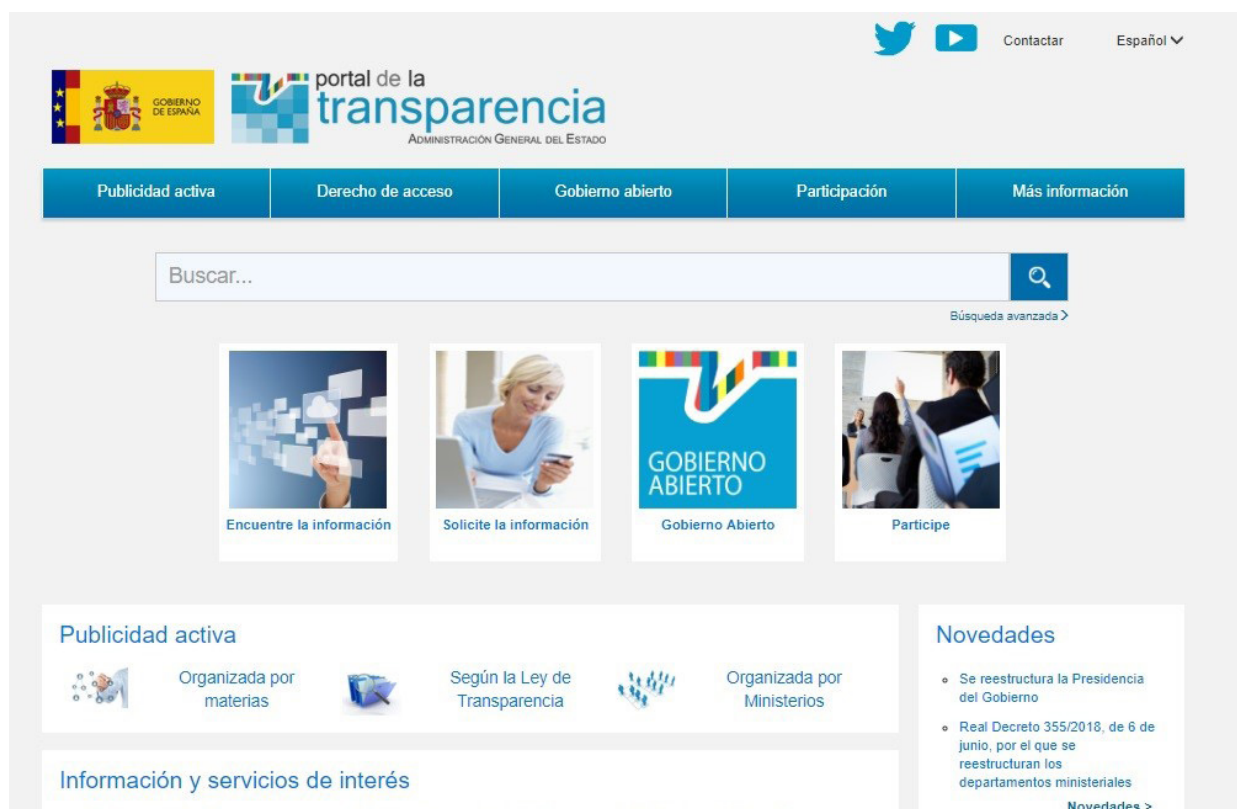 Contactar
Español
GOBIERNO
DE ESPAÑA
portal de la
transparencia
ADMINISTRACIÓN GENERAL DEL ESTADO
Publicidad activa
Derecho de acceso
Gobierno abierto
Participación
Más información
Buscar...
Búsqueda avanzada >
GOBIERNO
ABIERTO
Encuentre la información
Solicite la información
Gobierno Abierto
Participe
Publicidad activa
Organizada por
materias
Según la Ley de
Transparencia
Organizada por
Ministerios
Novedades
Se reestructura la Presidencia
del Gobierno
Real Decreto 355/2018, de 6 de
junio, por el que se
reestructuran los
departamentos ministeriales
Novedades >
Información y servicios de interés